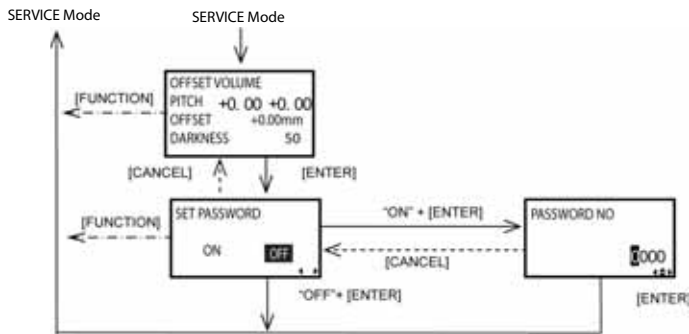 SERVICE Mode
SERVICE Mode
OFFSET VOLUME
PITCH +0. 00 +0. 00
OFFSET +0.00mm
DARKNESS 50
[FUNCTION]
[CANCEL]
[ENTER]
SET PASSWORD
ON OFF
[FUNCTION]
"ON" + [ENTER]
[CANCEL]
PASSWORD NO
0000
"OFF"+ [ENTER]
[ENTER]